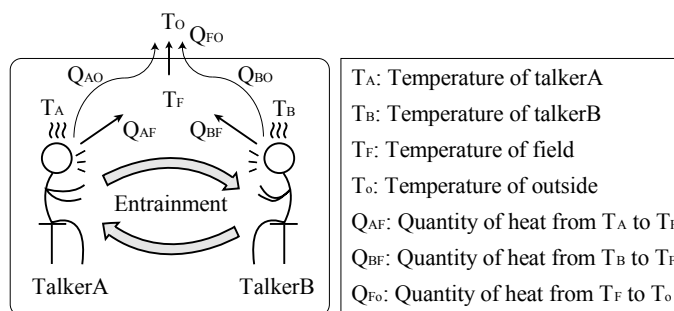 To
QFO
QAO
QBO
TA
TF
TB
QAF
QBF
Entrainment
TalkerA
TalkerB
TA: Temperature of talkerA
TB: Temperature of talkerB
TF: Temperature of field
To: Temperature of outside
QAF: Quantity of heat from TA to TF
QBF: Quantity of heat from TB to TF
QFo: Quantity of heat from TF to To